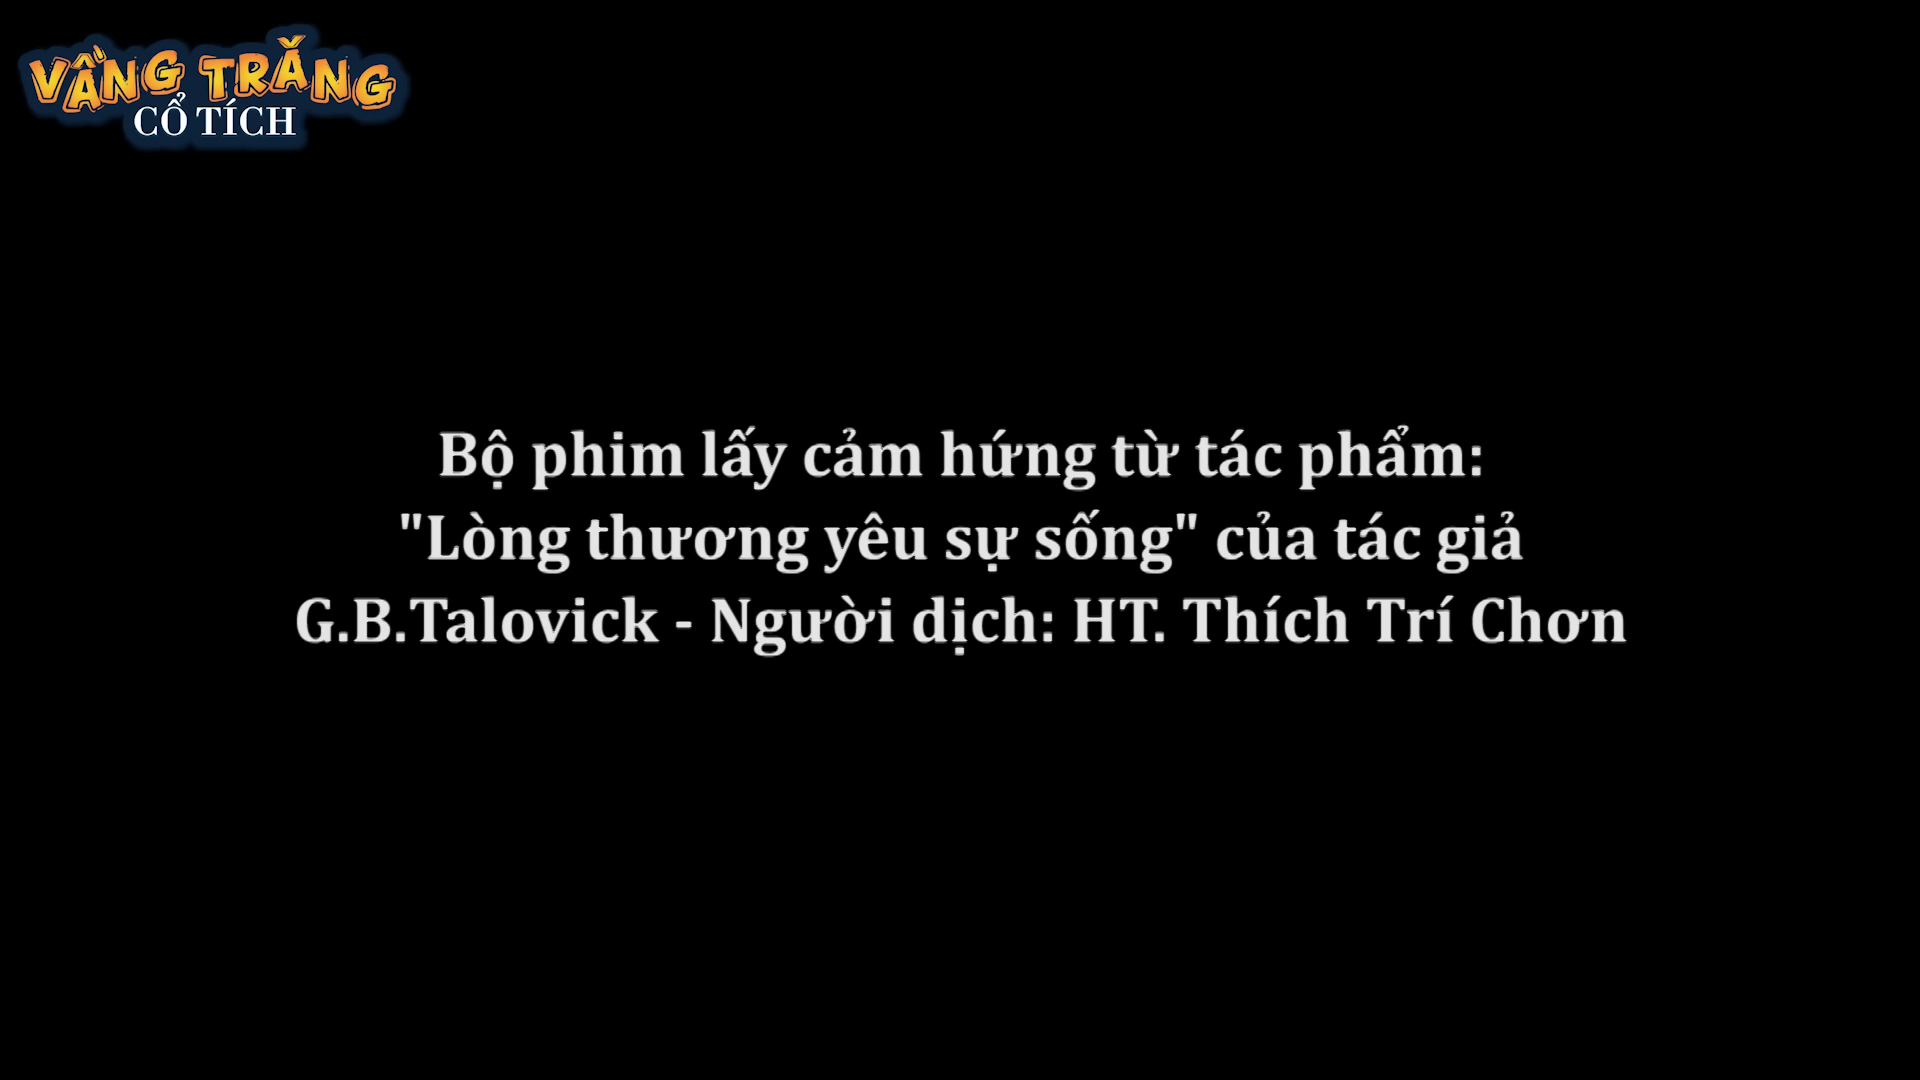 VẦNG TRĂNG
CỔ TÍCH
Bộ phim lấy cảm hứng từ tác phẩm:
"Lòng thương yêu sự sống" của tác giả
G.B.Talovick - Người dịch: HT. Thích Trí Chơn